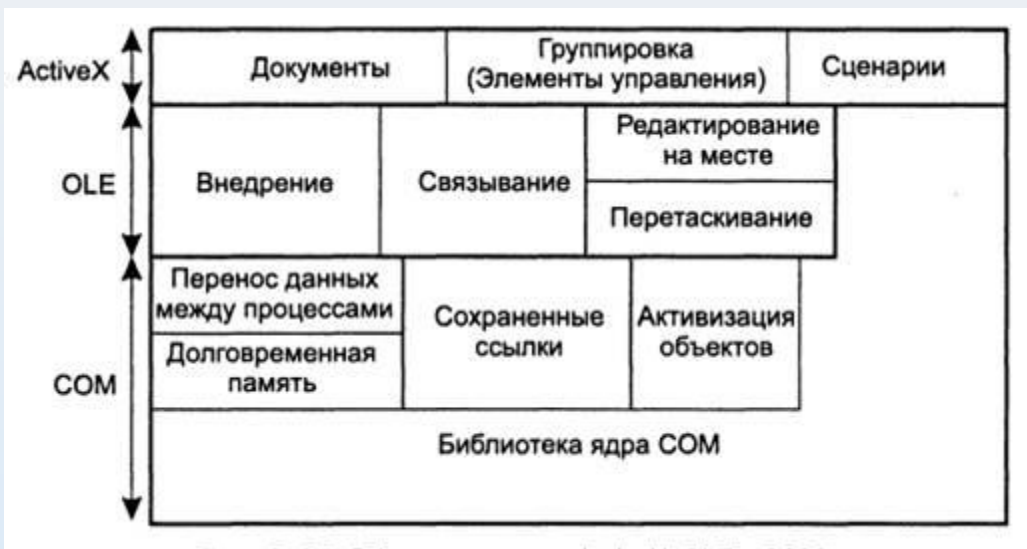 ActiveX
Документы
Группировка
(Элементы управления)
Сценарии
OLE
Внедрение
Связывание
Редактирование
на месте
Перетаскивание
COM
Перенос данных
между процессами
Долговременная
память
Сохраненные
ссылки
Активизация
объектов
Библиотека ядра COM